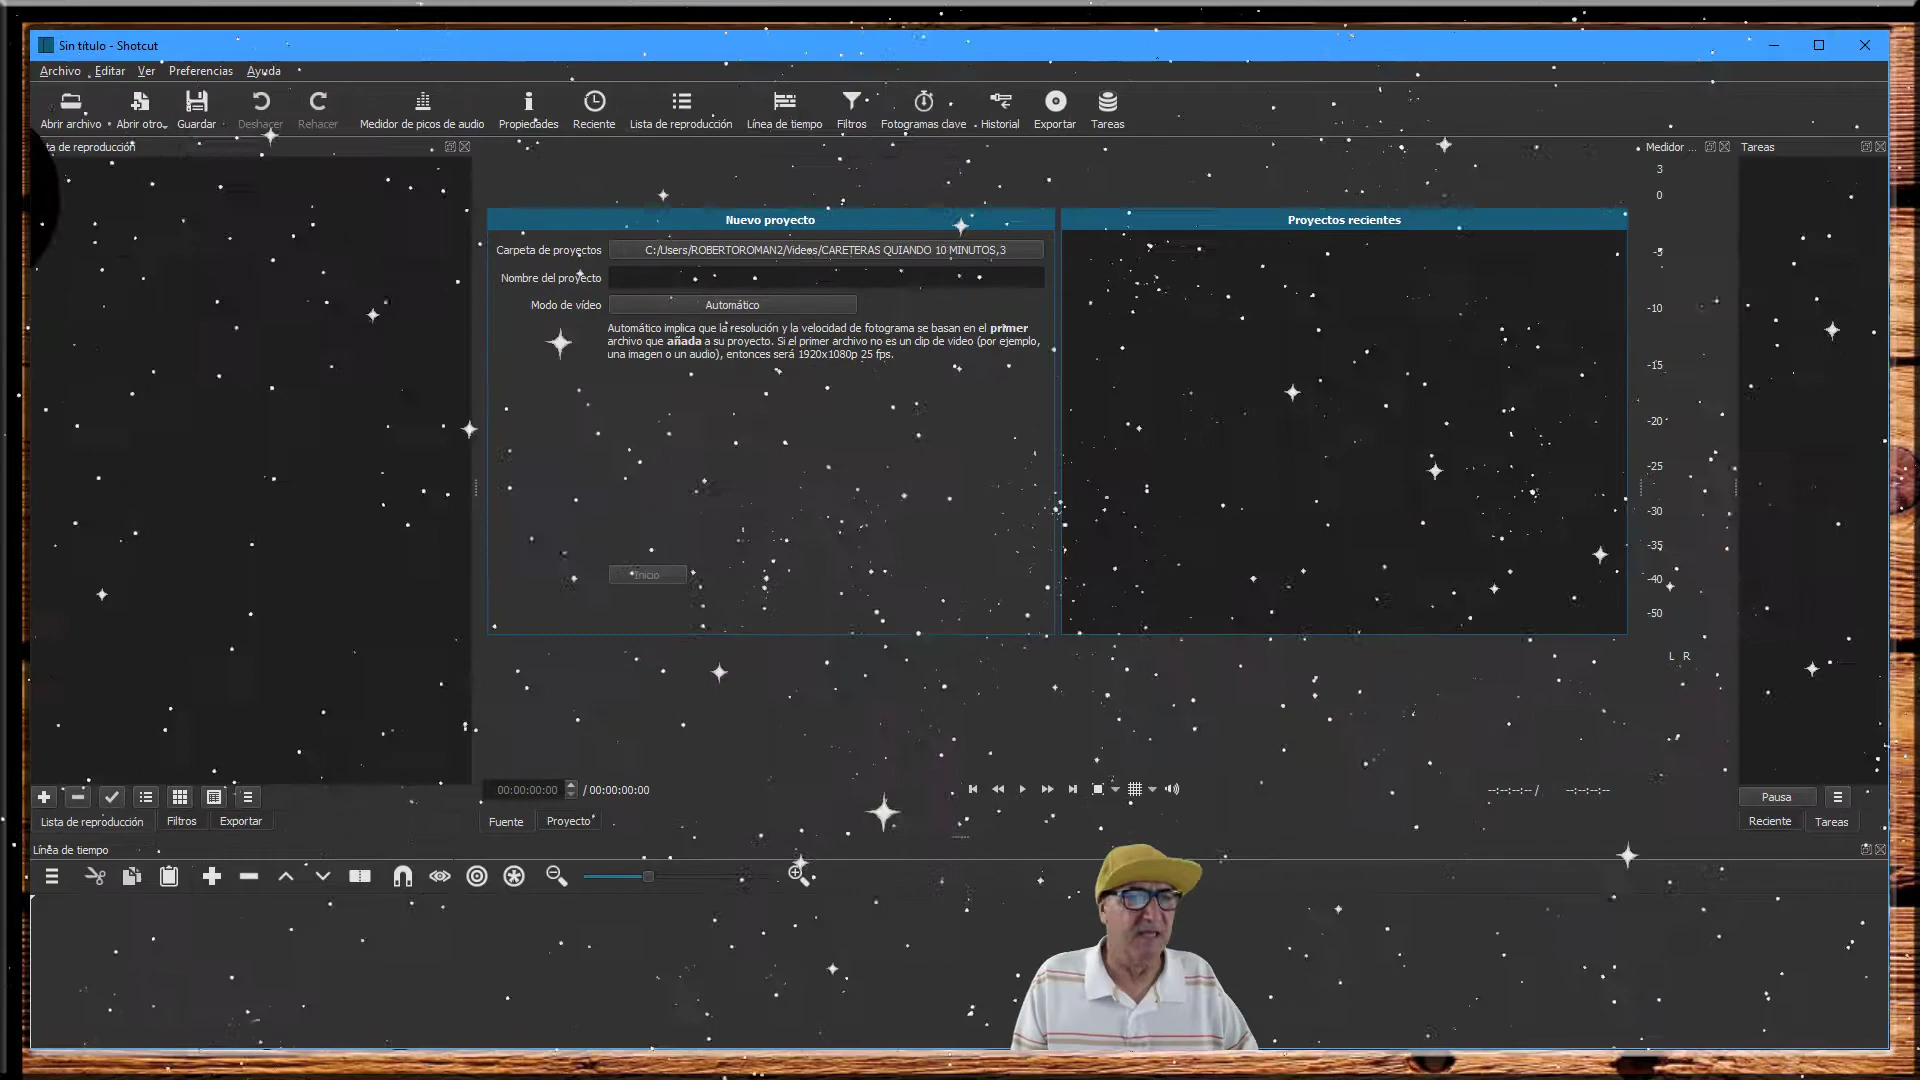 Sin título - Shotcut
Archivo Editar Ver Preferencias Ayuda
Abrir archivo Abrir otro.. Guardar Deshacer Rehacer Medidor de picos de audio Propiedades Reciente Lista de reproducción Línea de tiempo Filtros Fotogramas clave Historial Exportar Tareas
ta de reproducción
Medidor ...
Tareas
Nuevo proyecto
Carpeta de proyectos C:/Users/ROBERTOROMAN2/Videos/CARETERAS QUIANDO 10 MINUTOS,3
Nombre del proyecto
Modo de vídeo Automático
Automático implica que la resolución y la velocidad de fotograma se basan en el primer
archivo que añada a su proyecto. Si el primer archivo no es un clip de video (por ejemplo,
una imagen o un audio), entonces será 1920x1080p 25 fps.
Inicio
Proyectos recientes
3
0
-5
-10
-15
-20
-25
-30
-35
-40
-50
L R
00:00:00:00 / 00:00:00:00
--:--:--:-- / --:--:--:--
Pausa
Lista de reproducción Filtros Exportar
Fuente Proyecto
Reciente Tareas
Línea de tiempo